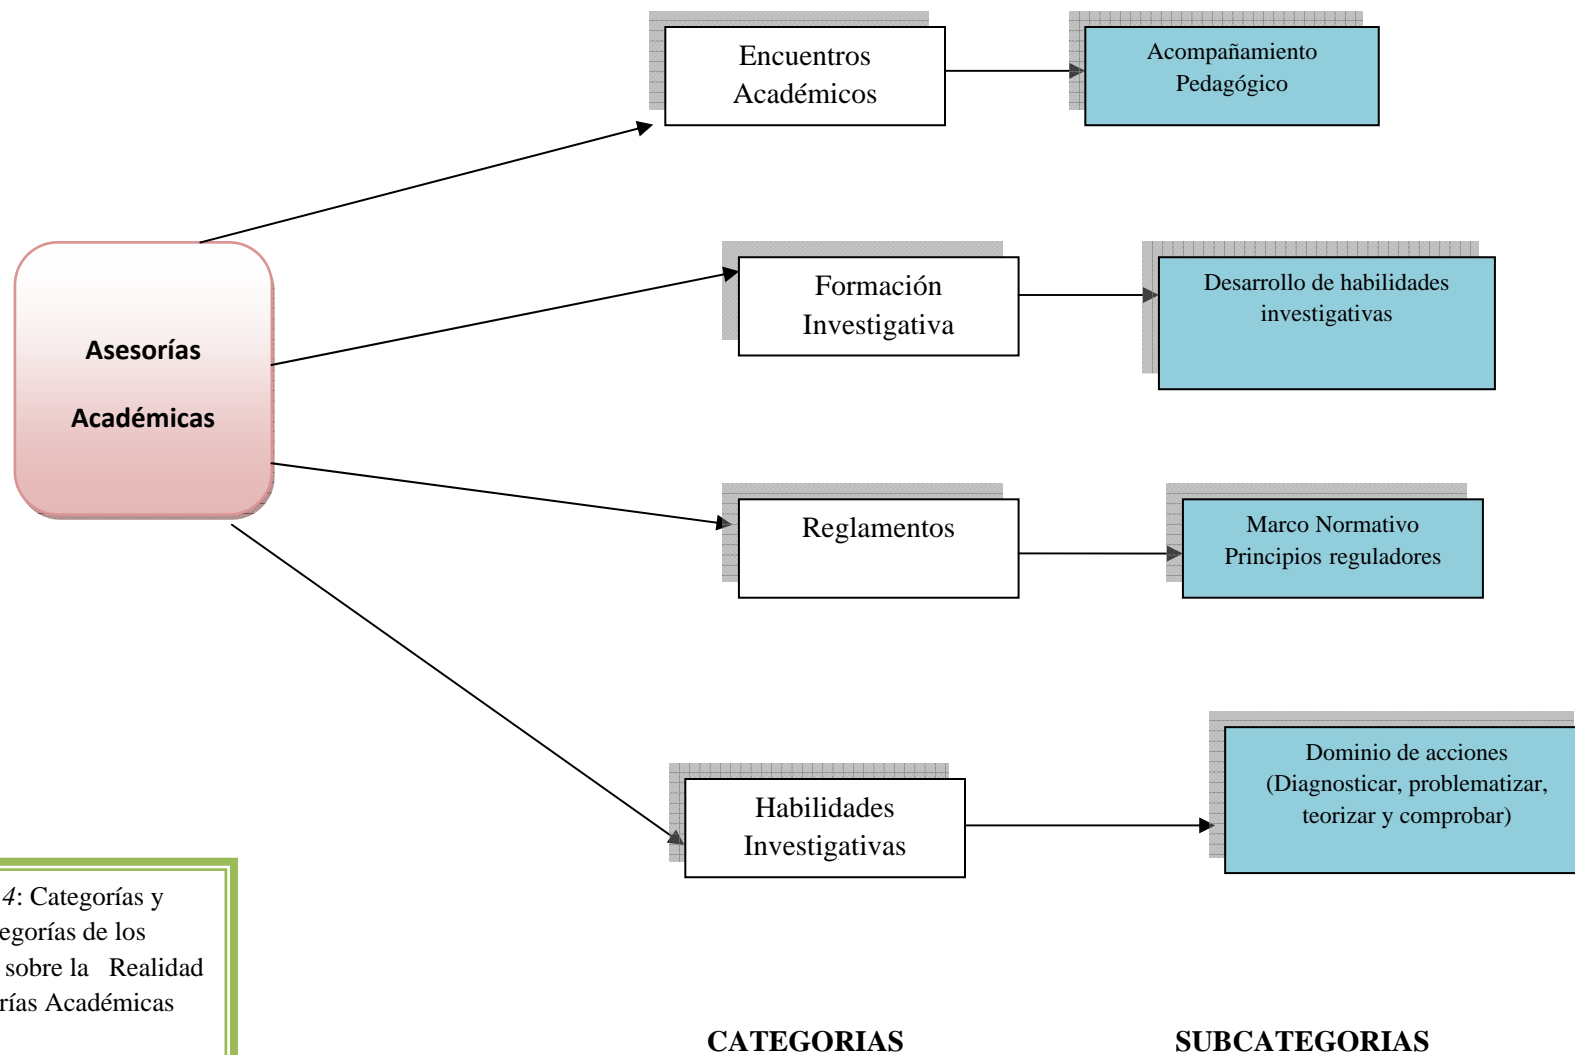 Encuentros
Académicos
Acompañamiento
Pedagógico
Asesorías
Académicas
Formación
Investigativa
Desarrollo de habilidades
investigativas
Reglamentos
Marco Normativo
Principios reguladores
Habilidades
Investigativas
Dominio de acciones
(Diagnosticar, problematizar,
teorizar y comprobar)
4: Categorías y
egorías de los
sobre la Realidad
rías Académicas
CATEGORIAS
SUBCATEGORIAS